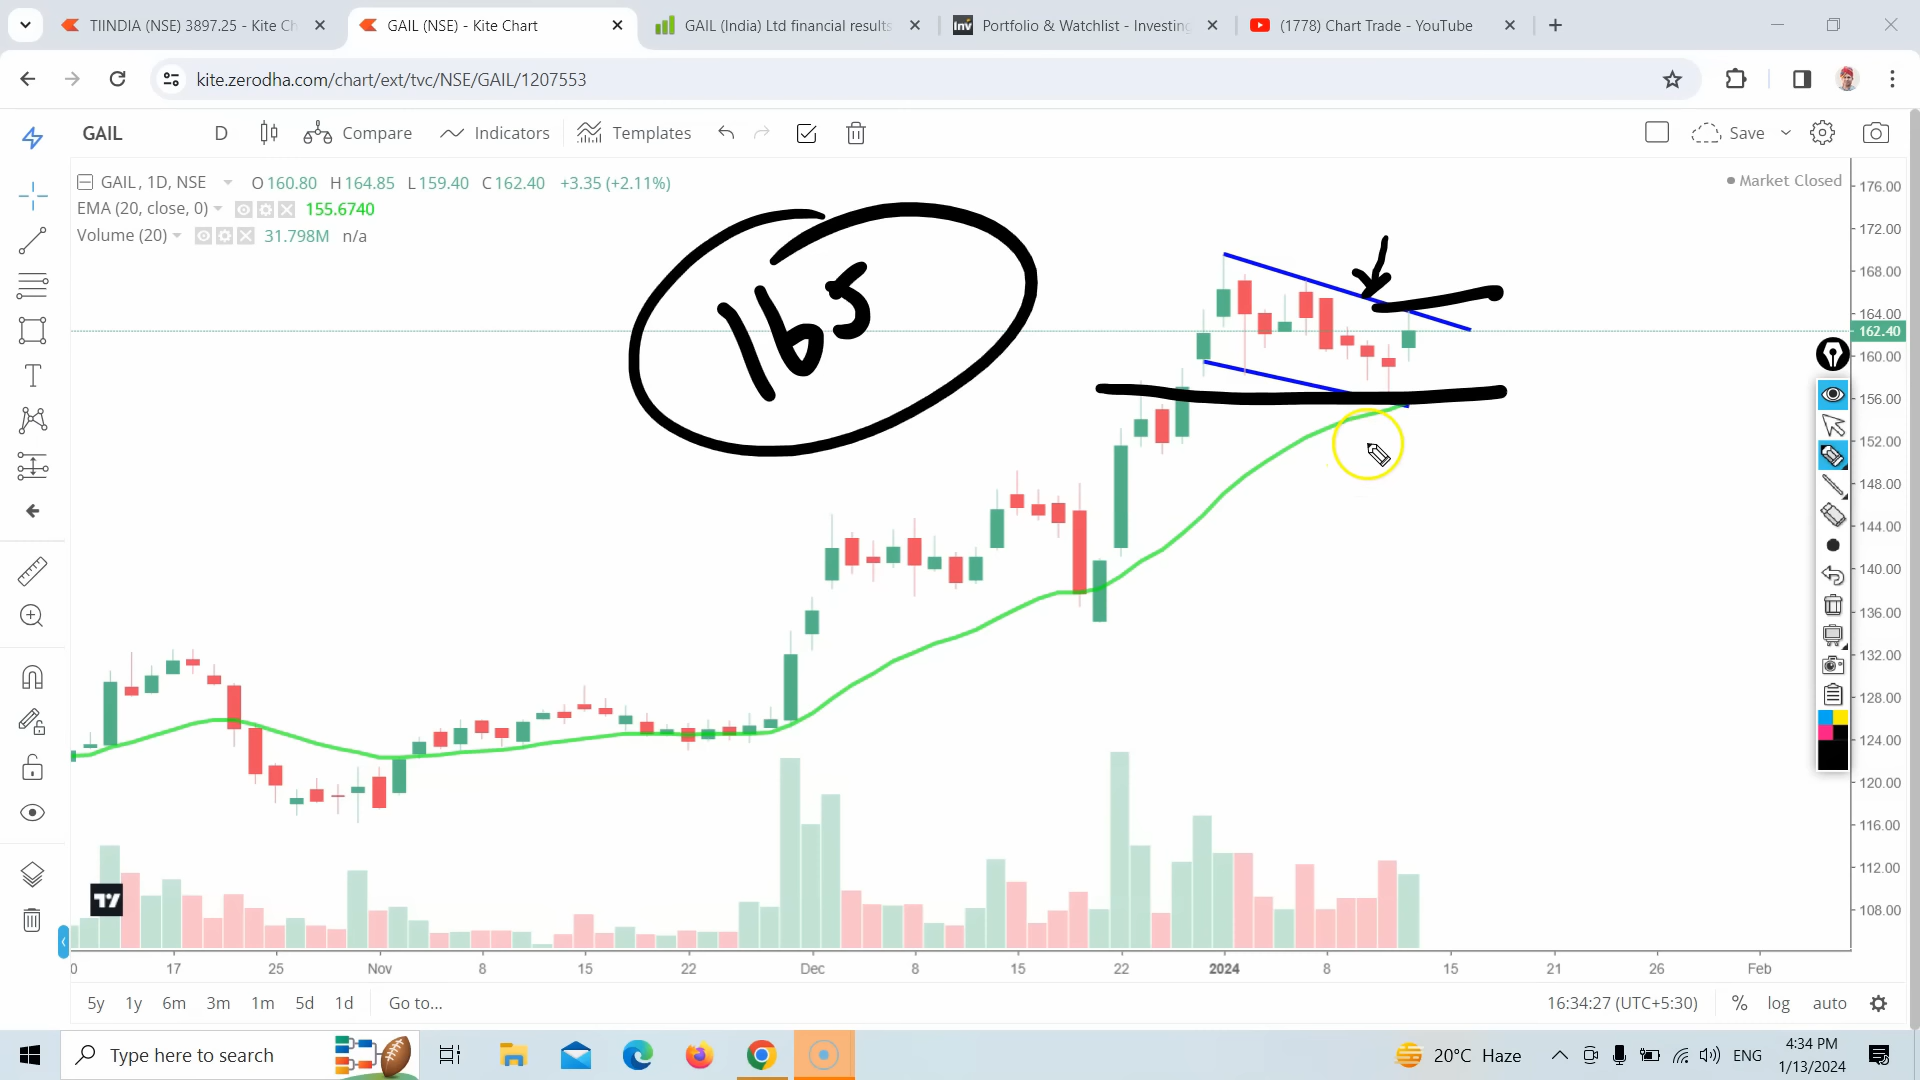 TIINDIA (NSE) 3897.25 - Kite Ch
GAIL (NSE) - Kite Chart
GAIL (India) Ltd financial results
Inv
Portfolio & Watchlist - Investing
(1778) Chart Trade - YouTube
kite.zerodha.com/chart/ext/tvc/NSE/GAIL/1207553
GAIL
D
Compare
Indicators
Templates
Save
GAIL, 1D, NSE
O160.80 H164.85 L159.40 C162.40 +3.35 (+2.11%)
Market Closed
EMA (20, close, 0)
155.6740
Volume (20)
31.798M n/a
165
176.00
172.00
168.00
164.00
162.40
160.00
156.00
152.00
148.00
144.00
140.00
136.00
132.00
128.00
124.00
120.00
116.00
112.00
108.00
T
0
17
25
Nov
8
15
22
Dec
8
15
22
2024
8
15
21
26
Feb
5y
1y
6m
3m
1m
5d
1d
Go to...
16:34:27 (UTC+5:30)
%
log
auto
Type here to search
20°C Haze
ENG
4:34 PM
1/13/2024